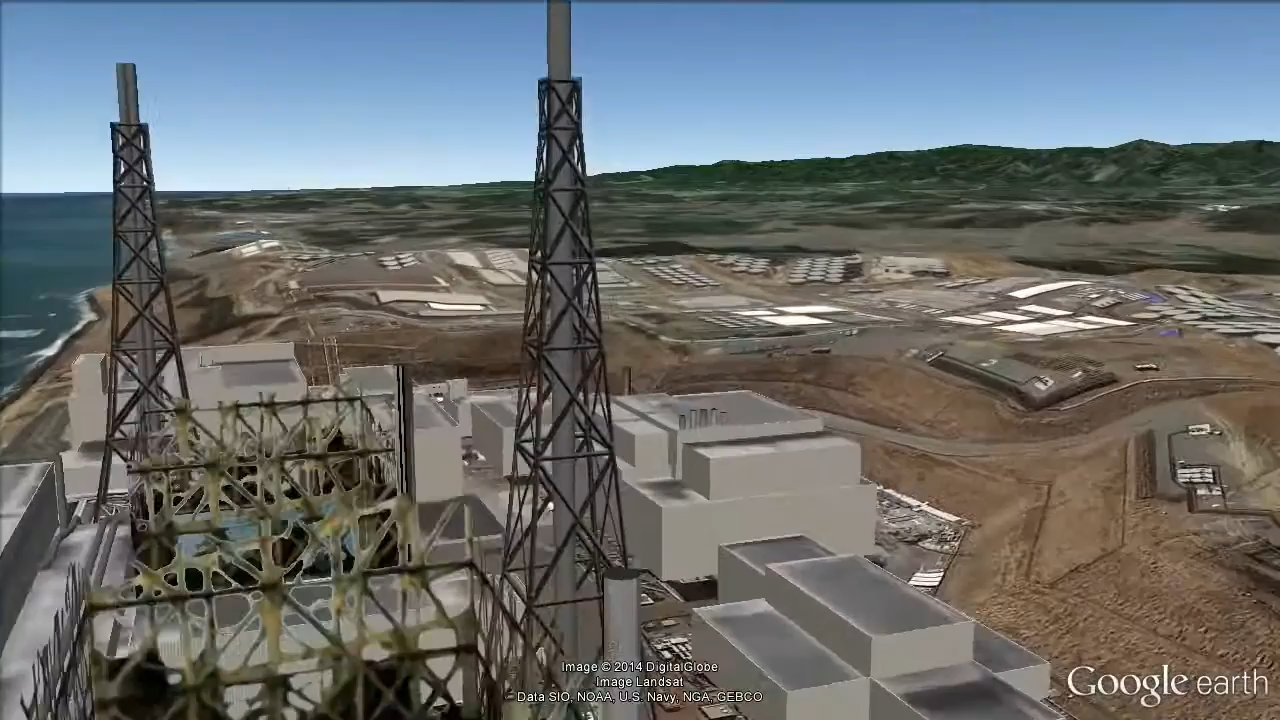 Image © 2014 DigitalGlobe
Image Landsat
Data SIO, NOAA, U.S. Navy, NGA, GEBCO
Google earth